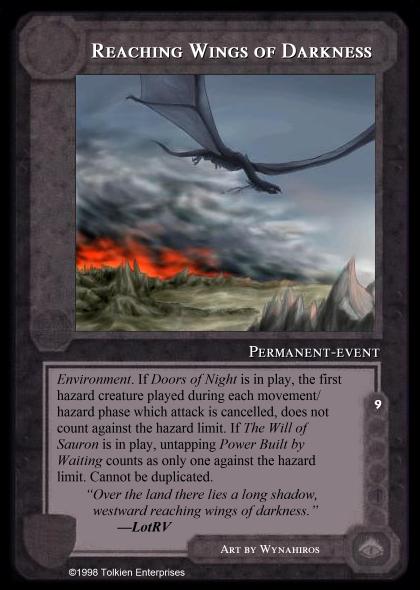 Reaching Wings of Darkness
Permanent-event
Environment. If Doors of Night is in play, the first
hazard creature played during each movement/
hazard phase which attack is cancelled, does not
count against the hazard limit. If The Will of
Sauron is in play, untapping Power Built by
Waiting counts as only one against the hazard
limit. Cannot be duplicated.
9
“Over the land there lies a long shadow,
westward reaching wings of darkness.”
—LotRV
Art by Wynahiros
©1998 Tolkien Enterprises